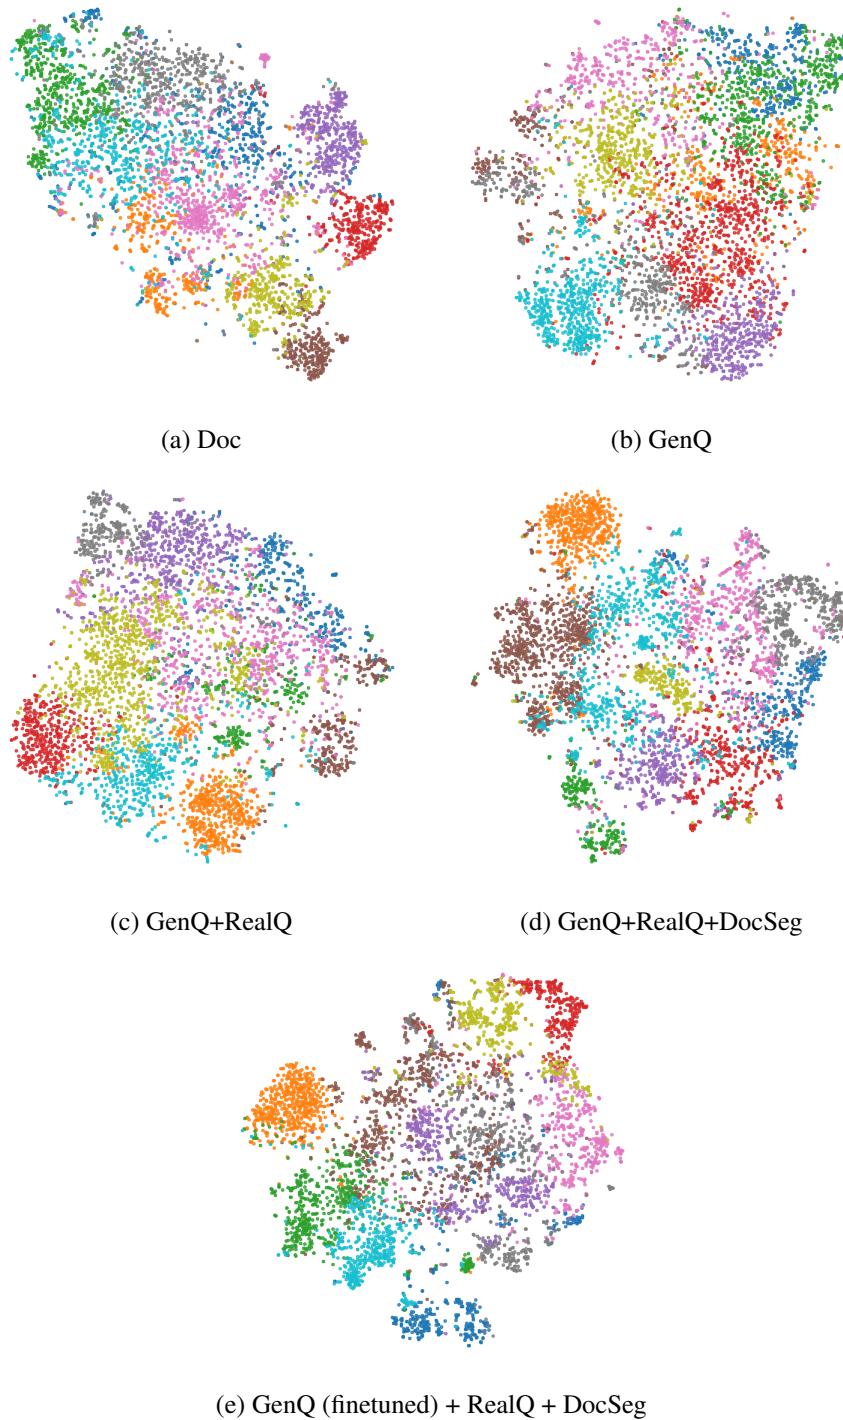 (a) Doc
(b) GenQ
(c) GenQ+RealQ
(d) GenQ+RealQ+DocSeg
(e) GenQ (finetuned) + RealQ + DocSeg